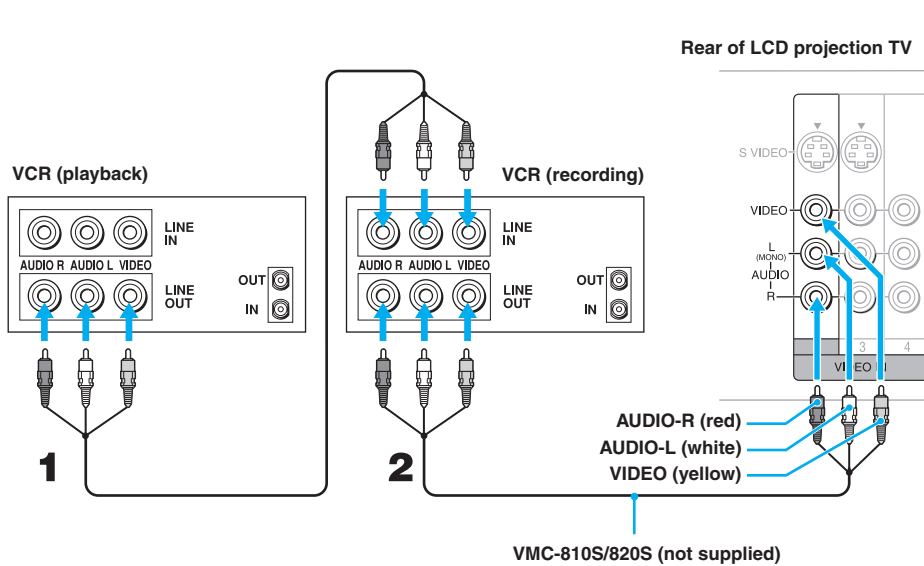 Rear of LCD projection TV
S VIDEO
VIDEO
L
(MONO)
AUDIO
R
3
4
VIDEO IN
VCR (playback)
LINE
IN
AUDIO R AUDIO L VIDEO
LINE
OUT
OUT
IN
VCR (recording)
LINE
IN
AUDIO R AUDIO L VIDEO
LINE
OUT
OUT
IN
1
2
AUDIO-R (red)
AUDIO-L (white)
VIDEO (yellow)
VMC-810S/820S (not supplied)